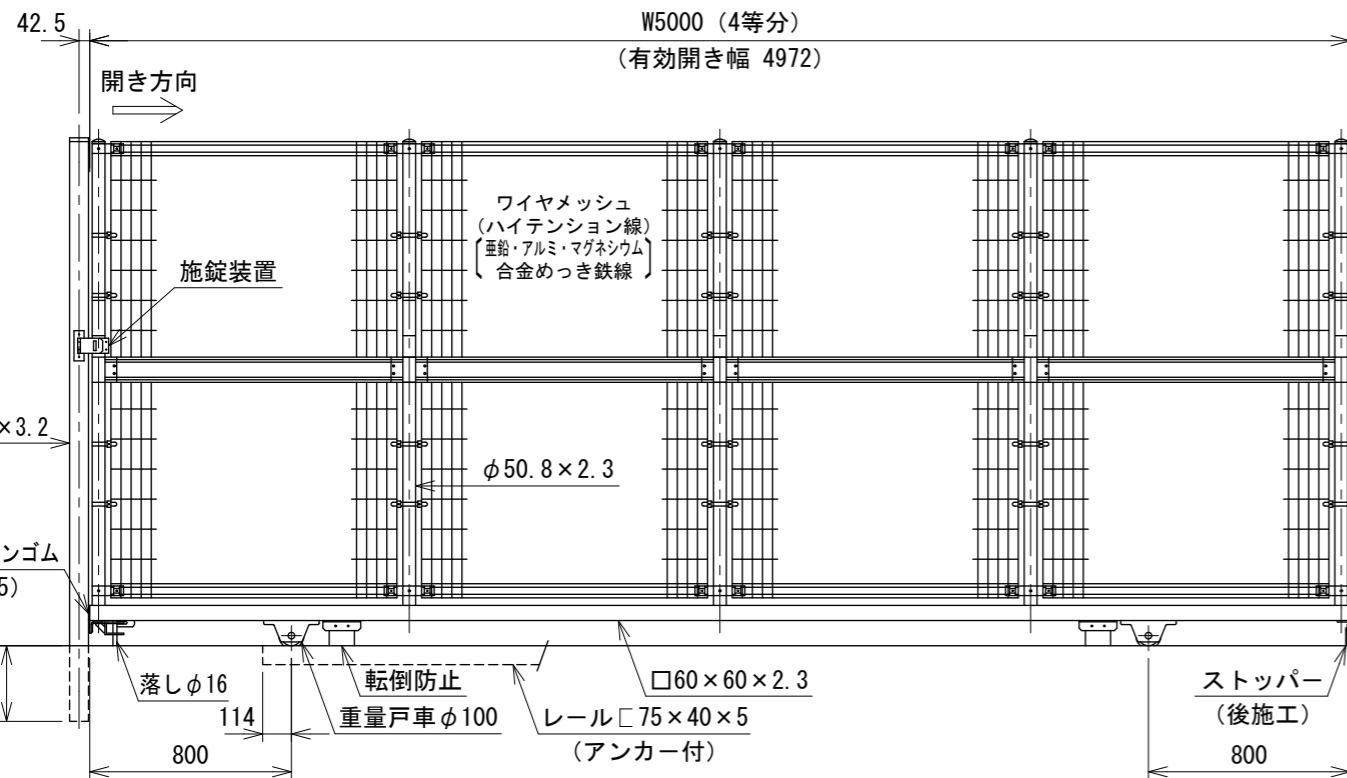 42.5
W5000 (4等分)
(有効開き幅 4972)
開き方向
ワイヤメッシュ
(ハイテンション線)
亜鉛・アルミ・マグネシウム
合金めっき鉄線
施錠装置
×3.2
φ50.8×2.3
ンゴム
5)
落しφ16
転倒防止
□60×60×2.3
ストッパー
(後施工)
114
重量戸車φ100
レール[75×40×5
(アンカー付)
800
800